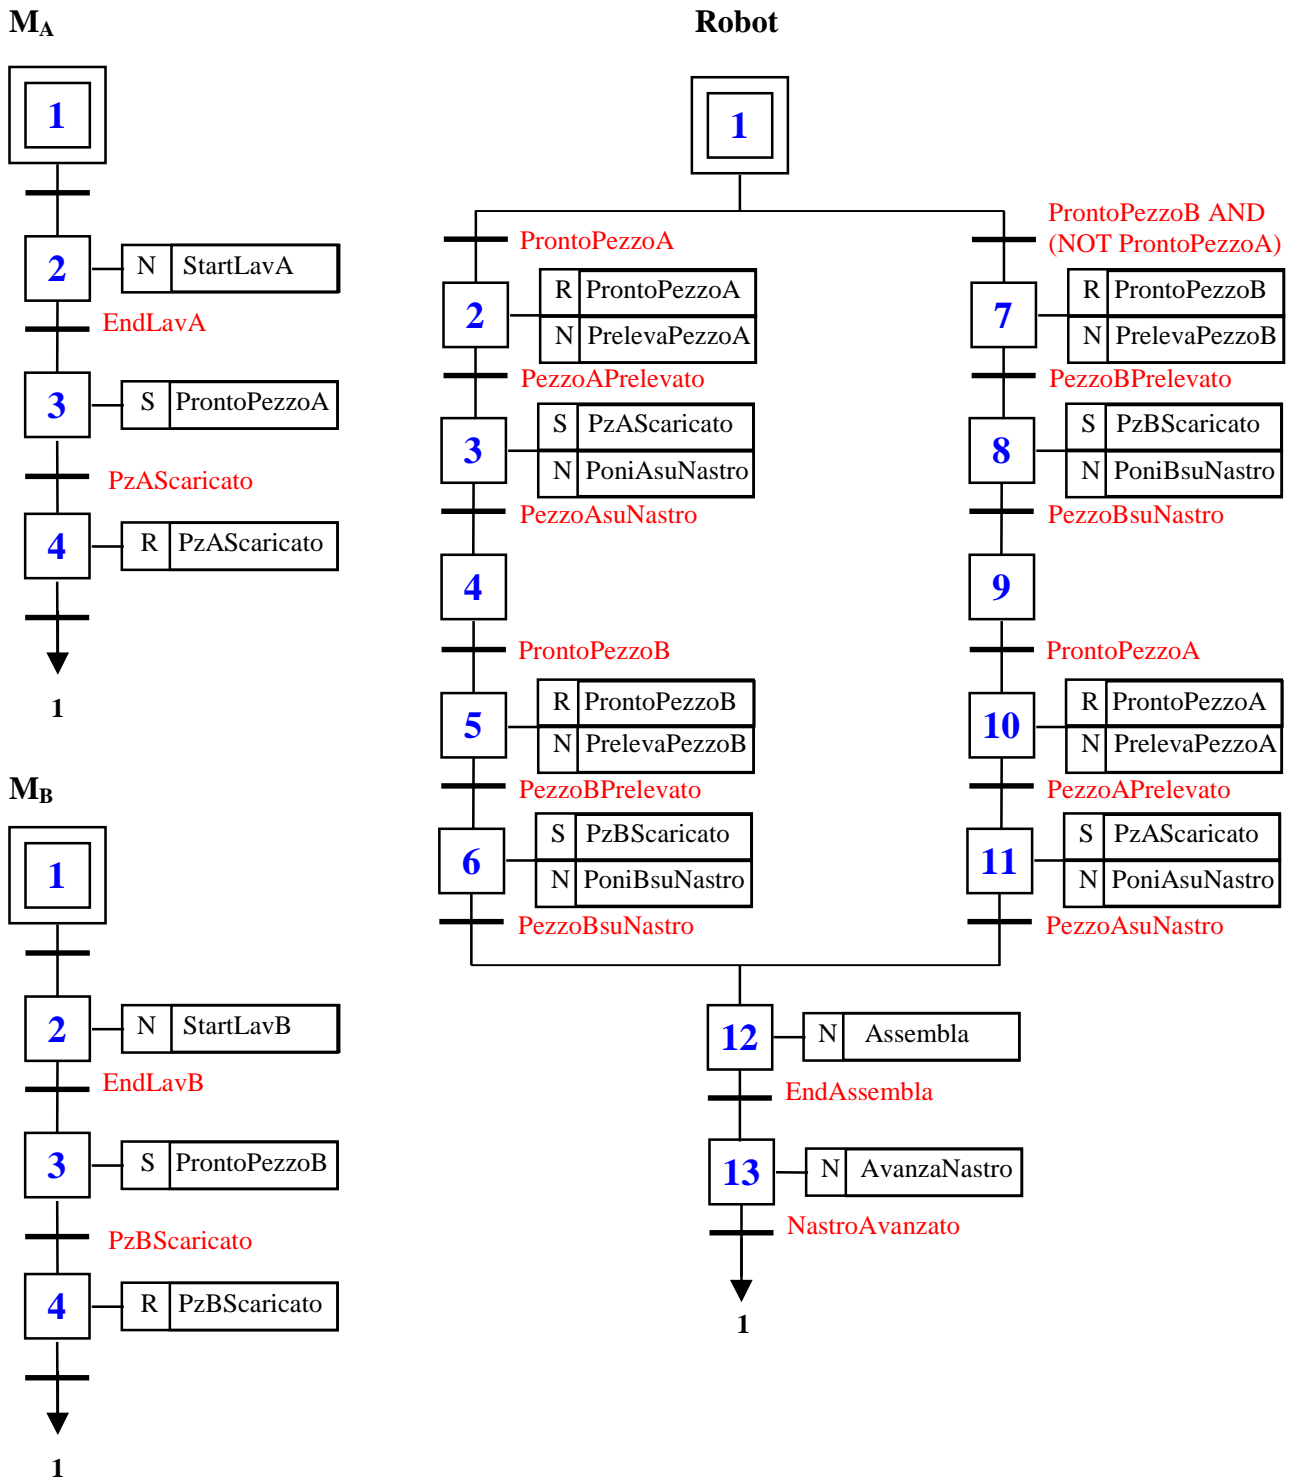 M_A
1
2
N StartLavA
EndLavA
3
S ProntoPezzoA
PzAScaricato
4
R PzAScaricato
1
M_B
1
2
N StartLavB
EndLavB
3
S ProntoPezzoB
PzBScaricato
4
R PzBScaricato
1
Robot
1
ProntoPezzoA
2
R ProntoPezzoA
N PrelevaPezzoA
PezzoAPrelevato
3
S PzAScaricato
N PoniAsuNastro
PezzoAsuNastro
4
ProntoPezzoB
5
R ProntoPezzoB
N PrelevaPezzoB
PezzoBPrelevato
6
S PzBScaricato
N PoniBsuNastro
PezzoBsuNastro
ProntoPezzoB AND
(NOT ProntoPezzoA)
7
R ProntoPezzoB
N PrelevaPezzoB
PezzoBPrelevato
8
S PzBScaricato
N PoniBsuNastro
PezzoBsuNastro
9
ProntoPezzoA
10
R ProntoPezzoA
N PrelevaPezzoA
PezzoAPrelevato
11
S PzAScaricato
N PoniAsuNastro
PezzoAsuNastro
12
N Assembla
EndAssembla
13
N AvanzaNastro
NastroAvanzato
1